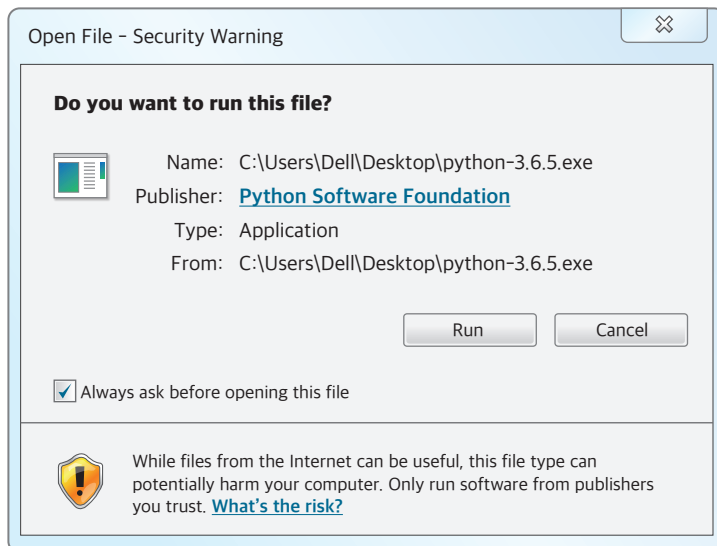 Open File - Security Warning
Do you want to run this file?
Name: C:\Users\Dell\Desktop\python-3.6.5.exe
Publisher: Python Software Foundation
Type: Application
From: C:\Users\Dell\Desktop\python-3.6.5.exe
Run Cancel
Always ask before opening this file
While files from the Internet can be useful, this file type can
potentially harm your computer. Only run software from publishers
you trust. What's the risk?